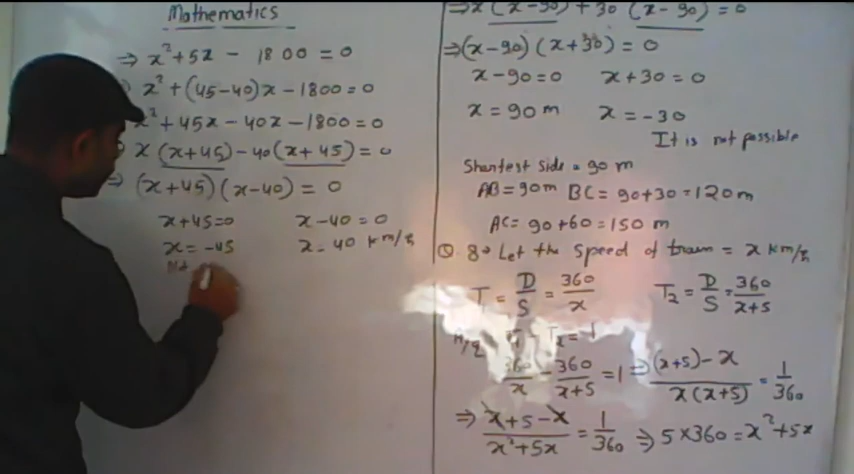 Mathematics
⇒ x² + 5x - 1800 = 0
x² + (45-40)x - 1800 = 0
x² + 45x - 40x - 1800 = 0
x (x+45) - 40 (x+45) = 0
⇒ (x+45) (x-40) = 0
x+45=0 x-40=0
x = -45 x = 40 km/h
⇒ x (x-90) + 30 (x-90) = 0
⇒ (x-90) (x+30) = 0
x-90=0 x+30=0
x = 90 m x = -30
It is not possible
Shortest side = 90 m
AB = 90m BC = 90+30 = 120m
AC = 90+60 = 150 m
Q. 8 → Let the speed of train = x km/h
T = D/S = 360/x T₂ = D/S = 360/x+5
A/q
360/x - 360/x+5 = 1 ⇒ (x+5) - x / x(x+5) = 1/360
⇒ x+5-x / x²+5x = 1/360 ⇒ 5×360 = x²+5x